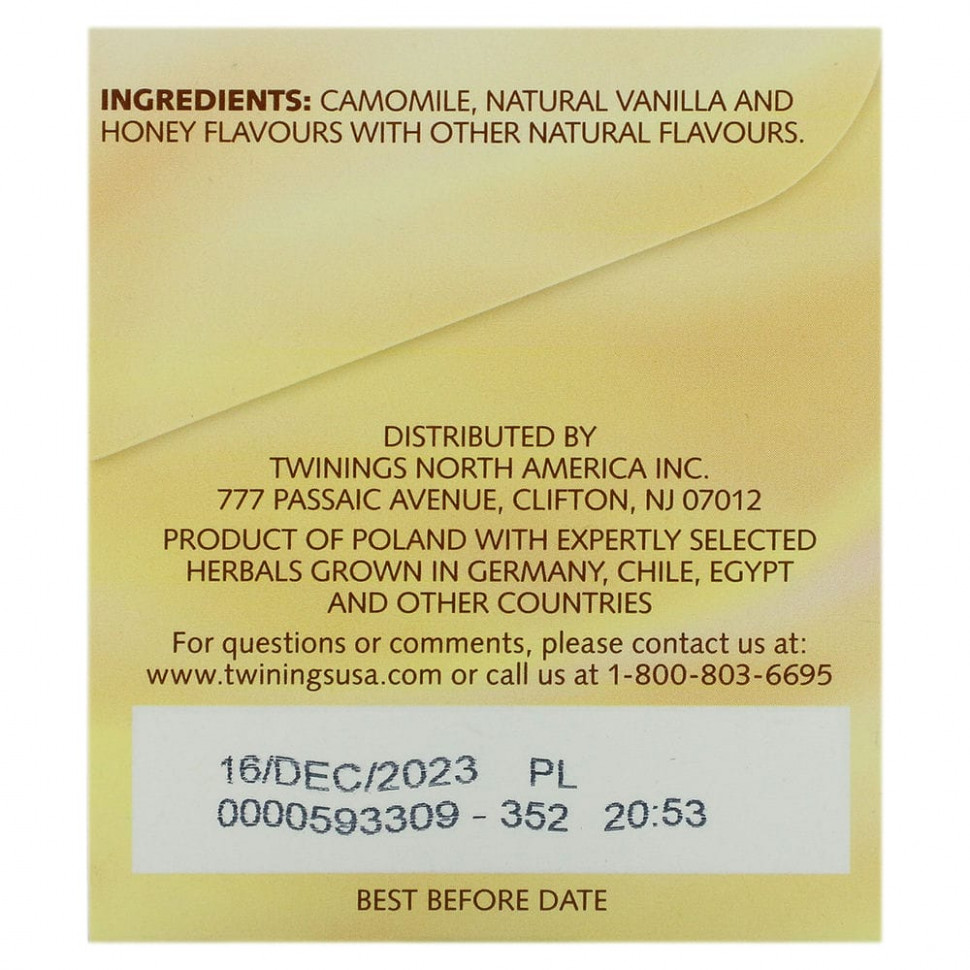 INGREDIENTS: CAMOMILE, NATURAL VANILLA AND
HONEY FLAVOURS WITH OTHER NATURAL FLAVOURS.
DISTRIBUTED BY
TWININGS NORTH AMERICA INC.
777 PASSAIC AVENUE, CLIFTON, NJ 07012
PRODUCT OF POLAND WITH EXPERTLY SELECTED
HERBALS GROWN IN GERMANY, CHILE, EGYPT
AND OTHER COUNTRIES
For questions or comments, please contact us at:
www.twiningsusa.com or call us at 1-800-803-6695
16/DEC/2023 PL
0000593309 - 352 20:53
BEST BEFORE DATE